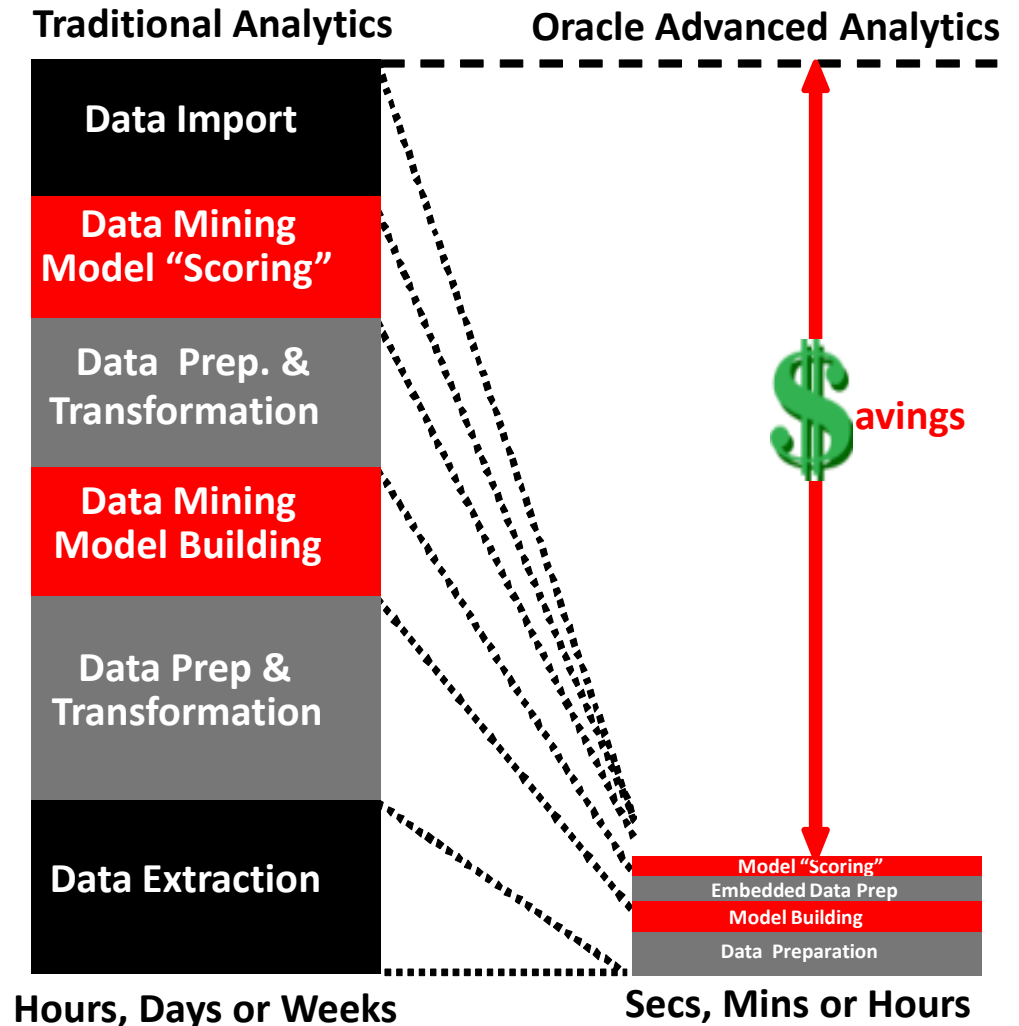 Traditional Analytics
Oracle Advanced Analytics
Data Import
Data Mining
Model “Scoring”
Data Prep. &
Transformation
Data Mining
Model Building
Data Prep &
Transformation
Data Extraction
$avings
Model “Scoring”
Embedded Data Prep
Model Building
Data Preparation
Hours, Days or Weeks
Secs, Mins or Hours